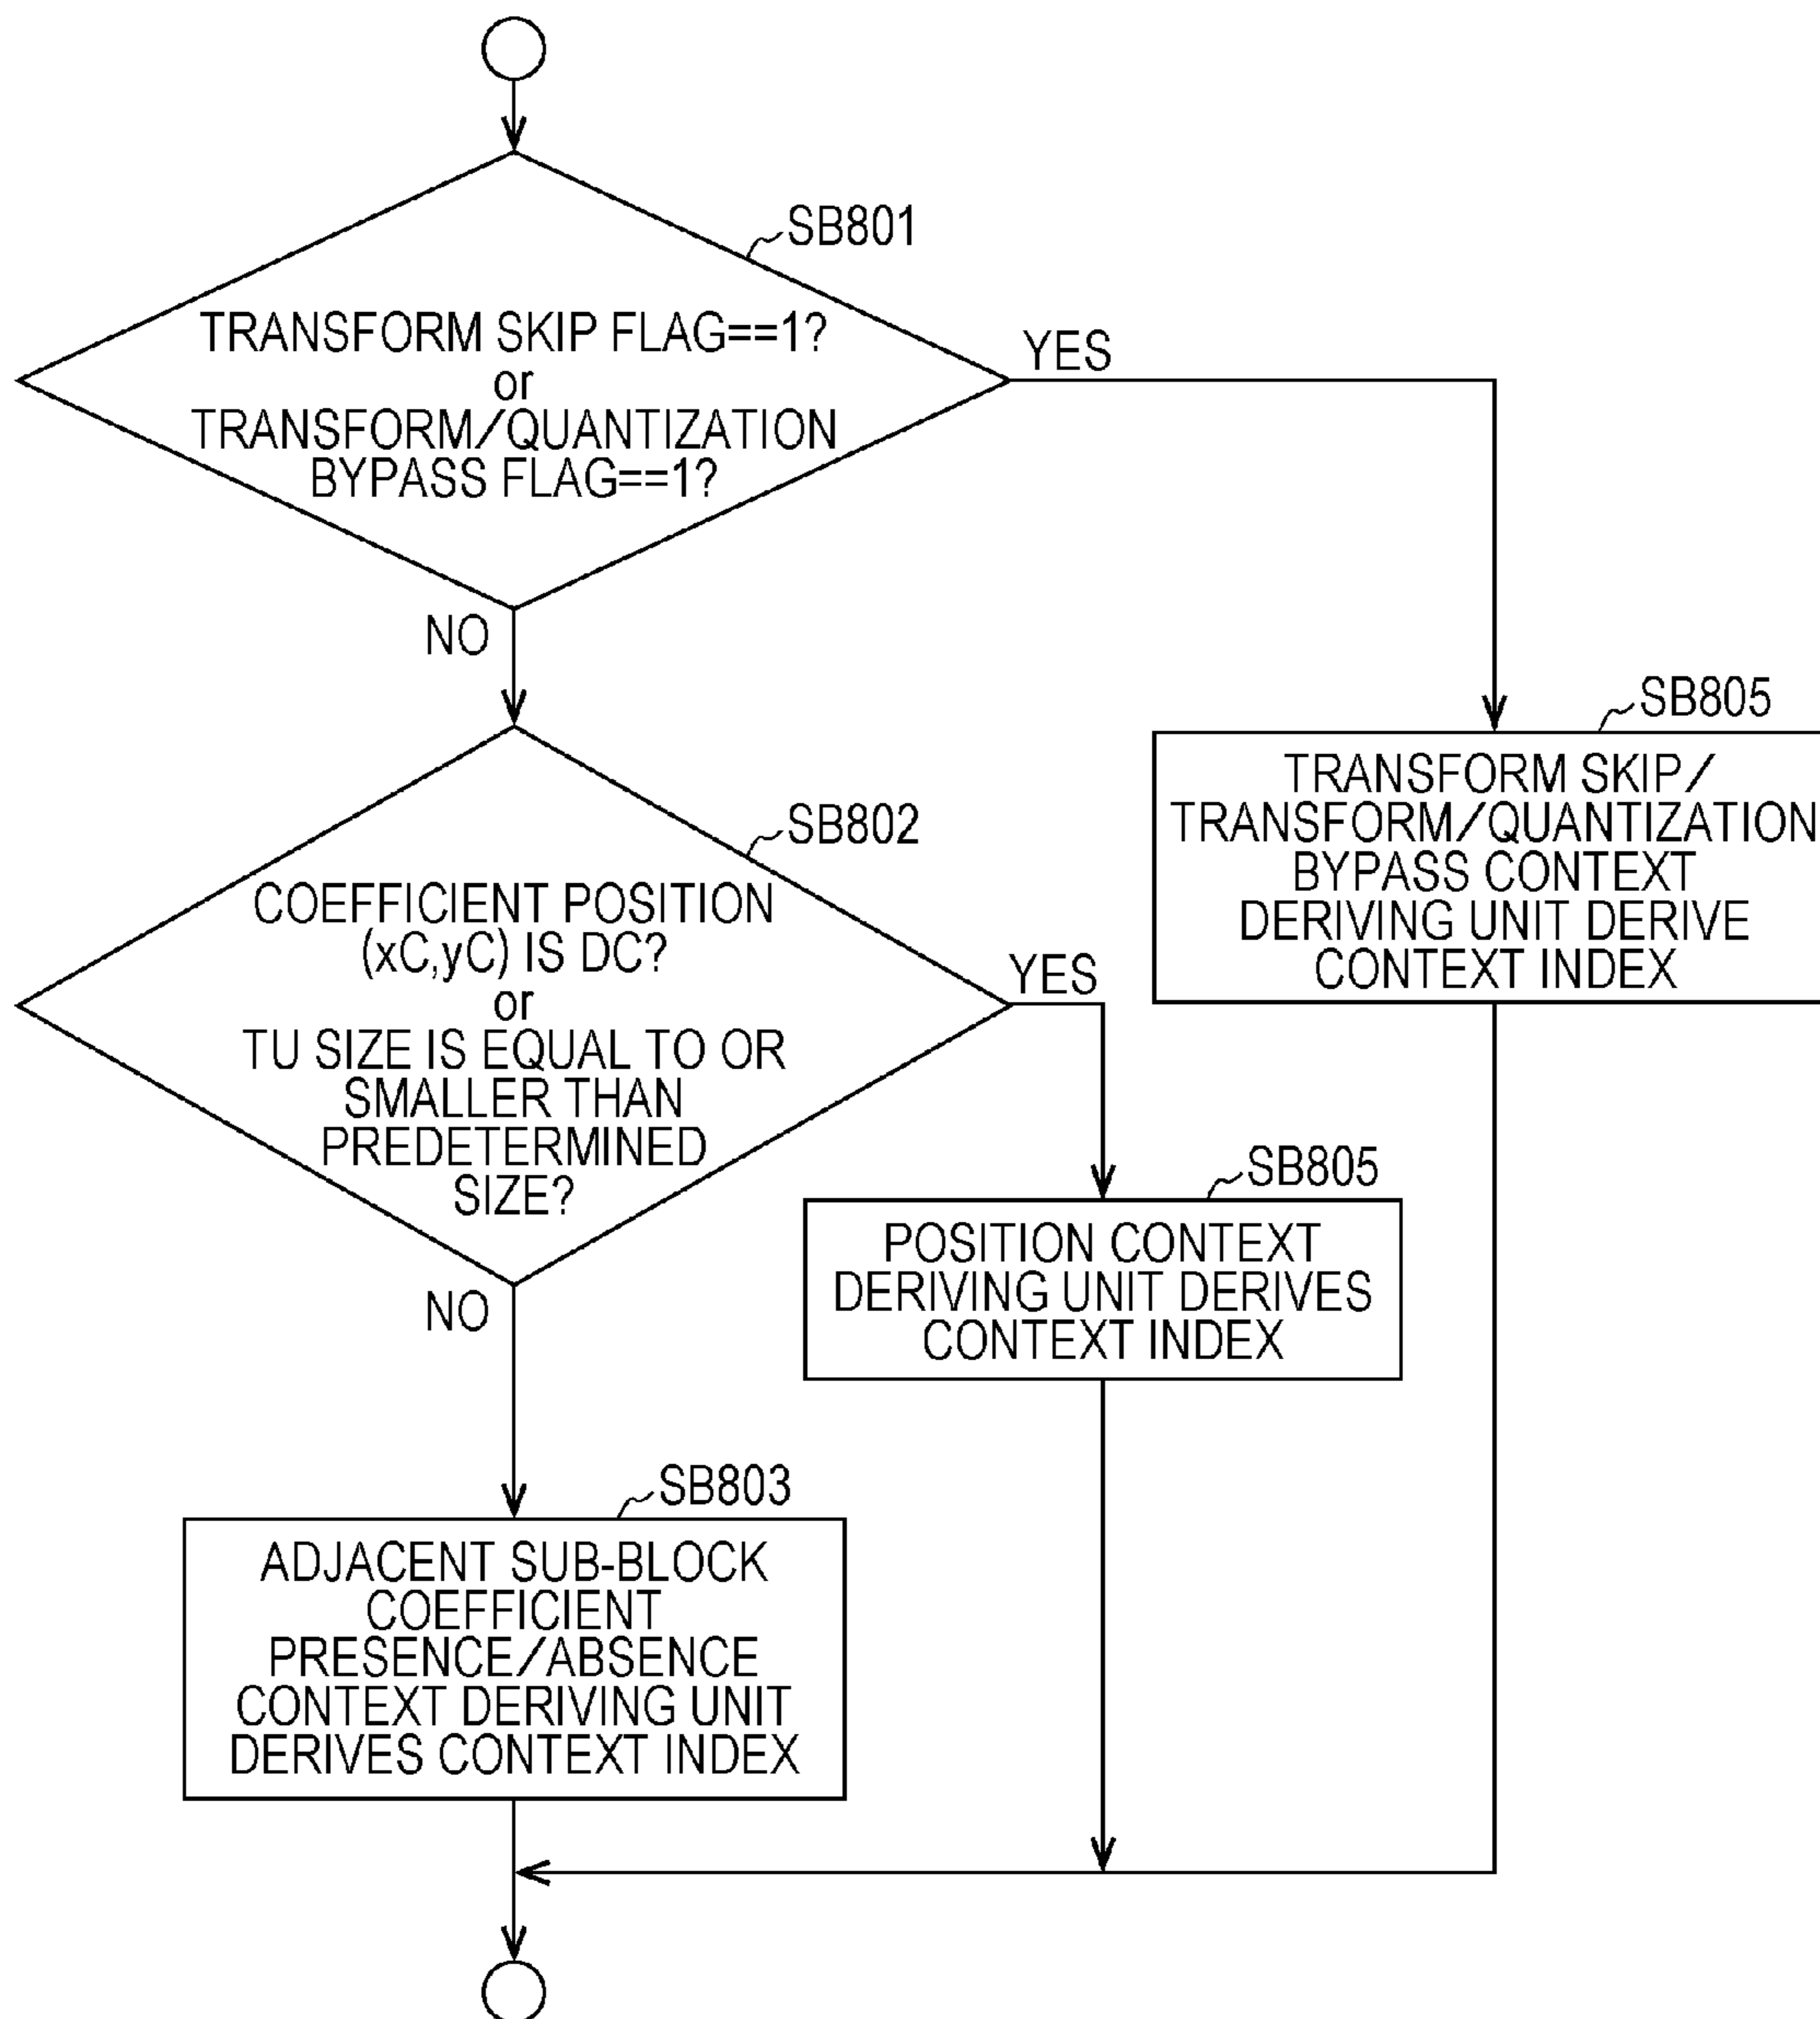 SB801
TRANSFORM SKIP FLAG==1?
or
TRANSFORM/QUANTIZATION
BYPASS FLAG==1?
YES
NO
SB805
TRANSFORM SKIP/
TRANSFORM/QUANTIZATION
BYPASS CONTEXT
DERIVING UNIT DERIVE
CONTEXT INDEX
SB802
COEFFICIENT POSITION
(xC,yC) IS DC?
or
TU SIZE IS EQUAL TO OR
SMALLER THAN
PREDETERMINED
SIZE?
YES
NO
SB805
POSITION CONTEXT
DERIVING UNIT DERIVES
CONTEXT INDEX
SB803
ADJACENT SUB-BLOCK
COEFFICIENT
PRESENCE/ABSENCE
CONTEXT DERIVING UNIT
DERIVES CONTEXT INDEX